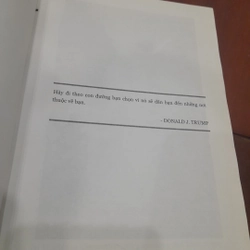 Hãy đi theo con đường bạn chọn vì nó sẽ dẫn bạn đến những nơi
thuộc về bạn.
- DONALD J. TRUMP